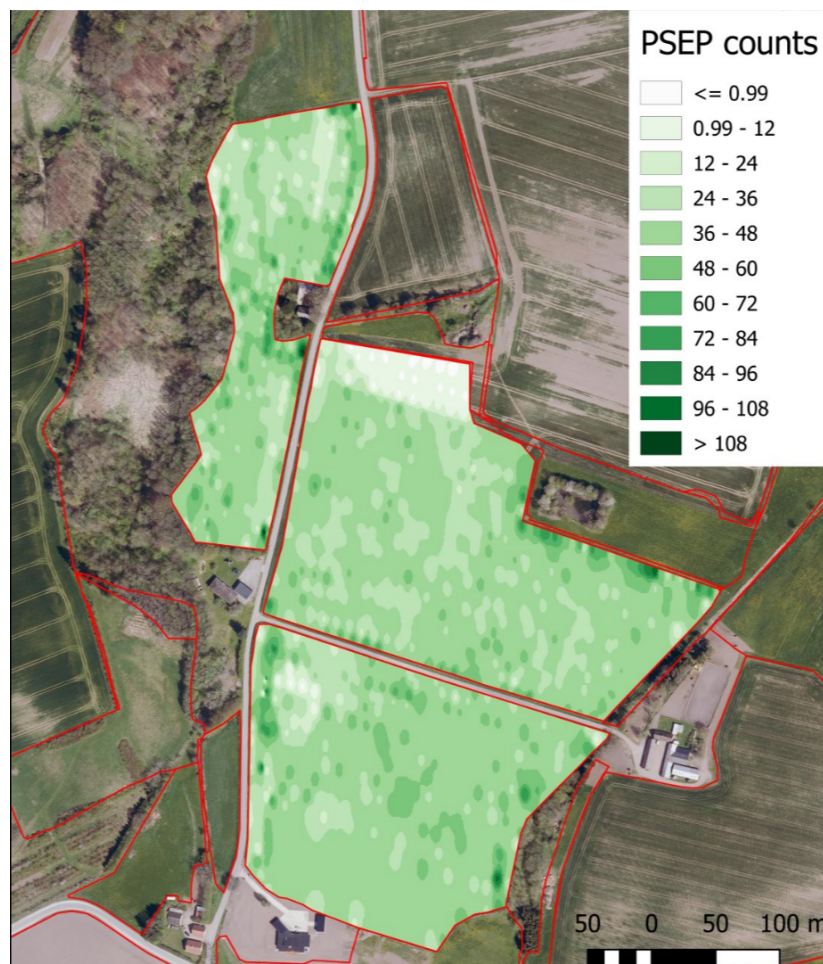 PSEP counts
<= 0.99
0.99 - 12
12 - 24
24 - 36
36 - 48
48 - 60
60 - 72
72 - 84
84 - 96
96 - 108
> 108
50 0 50 100 m